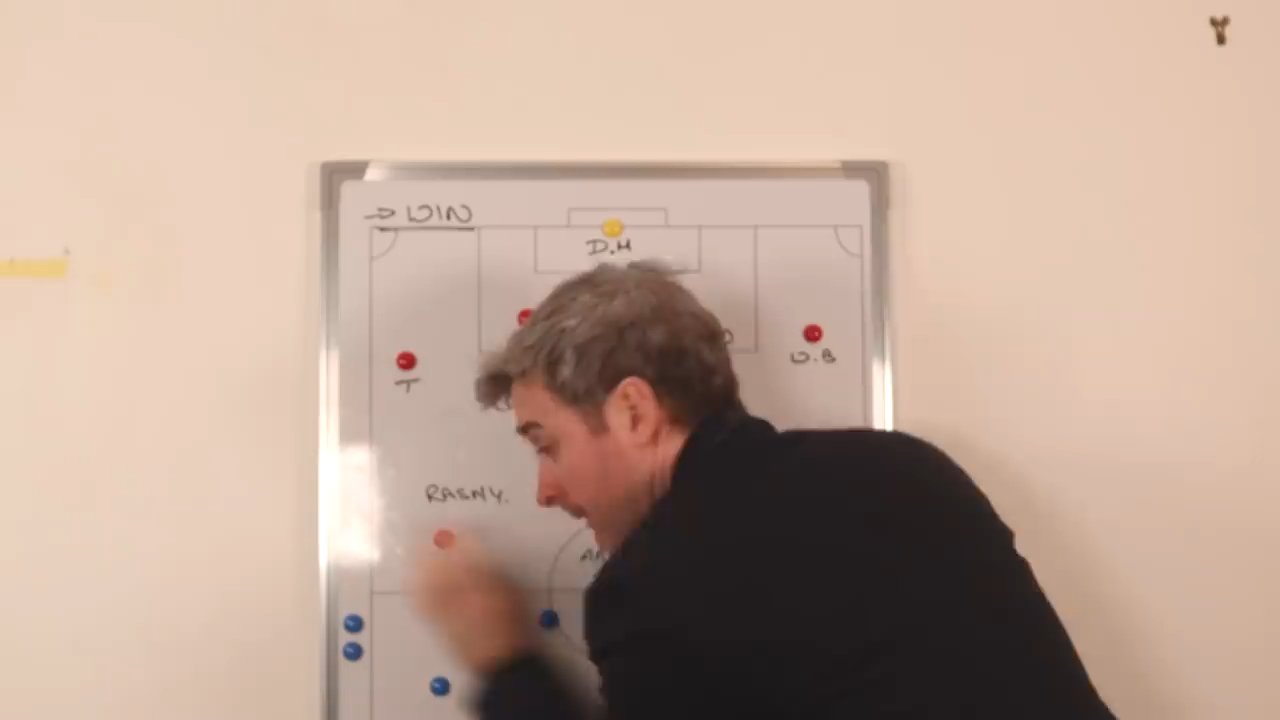 → WIN
D.M
W.B
T
RASNY.